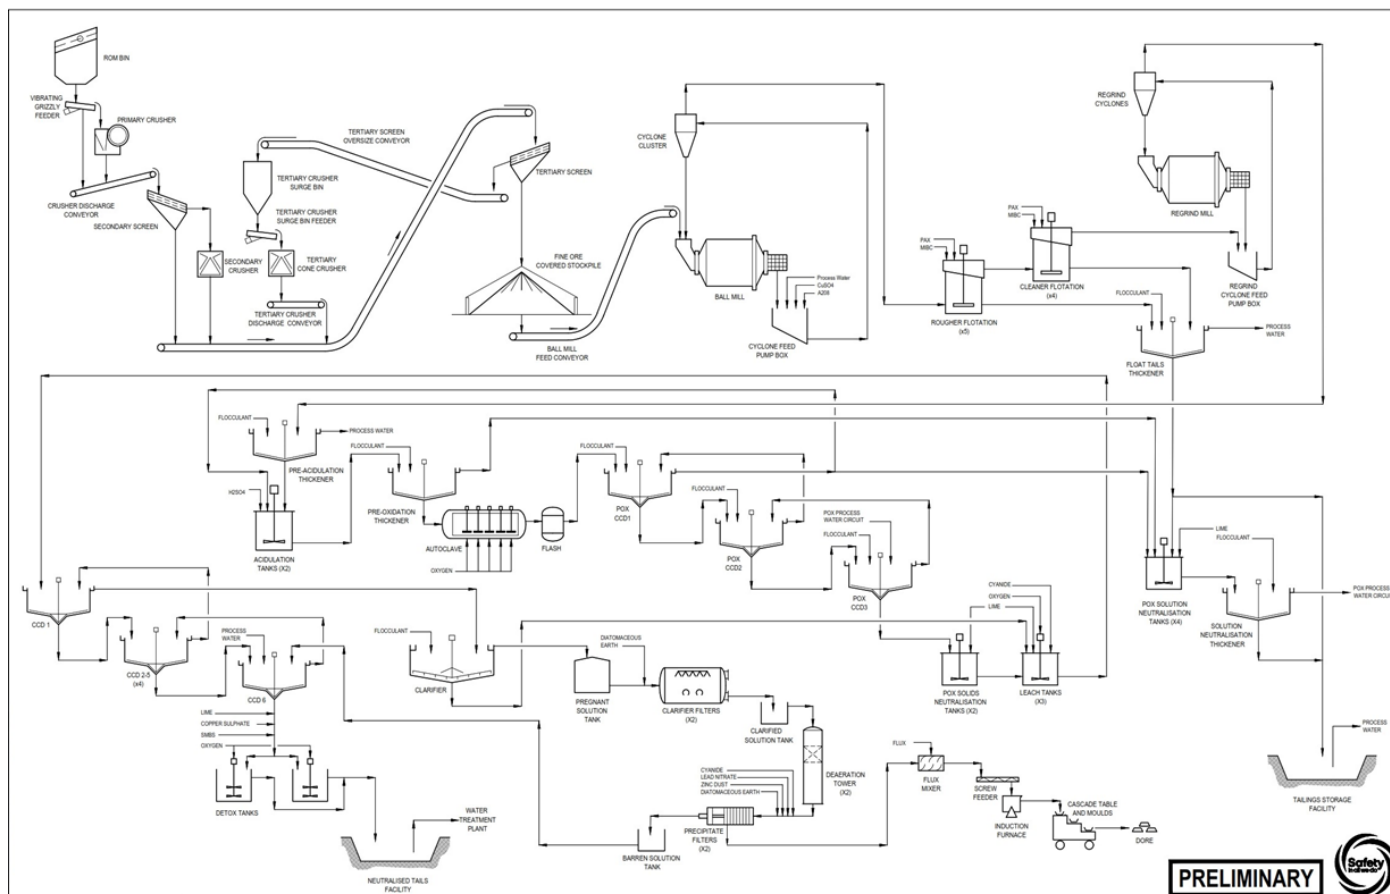 ROM BIN
VIBRATING
GRIZZLY
FEEDER
PRIMARY CRUSHER
CRUSHER DISCHARGE
CONVEYOR
SECONDARY SCREEN
SECONDARY
CRUSHER
TERTIARY SCREEN
OVERSIZE CONVEYOR
TERTIARY CRUSHER
SURGE BIN
TERTIARY CRUSHER
SURGE BIN FEEDER
TERTIARY
CONE CRUSHER
TERTIARY CRUSHER
DISCHARGE CONVEYOR
TERTIARY SCREEN
FINE ORE
COVERED STOCKPILE
BALL MILL
FEED CONVEYOR
CYCLONE
CLUSTER
BALL MILL
Process Water
CuSO4
A208
CYCLONE FEED
PUMP BOX
PAX
MIBC
ROUGHER FLOTATION
(x5)
PAX
MIBC
CLEANER FLOTATION
(x4)
REGRIND
CYCLONES
REGRIND MILL
REGRIND
CYCLONE FEED
PUMP BOX
FLOCCULANT
PROCESS
WATER
FLOAT TAILS
THICKENER
FLOCCULANT
PROCESS WATER
PRE-ACIDULATION
THICKENER
H2SO4
ACIDULATION
TANKS (X2)
FLOCCULANT
PRE-OXIDATION
THICKENER
AUTOCLAVE
OXYGEN
FLASH
FLOCCULANT
POX
CCD1
FLOCCULANT
POX
CCD2
POX PROCESS
WATER CIRCUIT
FLOCCULANT
POX
CCD3
LIME
FLOCCULANT
POX SOLUTION
NEUTRALISATION
TANKS (X4)
SOLUTION
NEUTRALISATION
THICKENER
POX PROCESS
WATER CIRCUIT
CCD 1
CCD 2-5
(x4)
PROCESS
WATER
CCD 6
LIME
COPPER SULPHATE
SMBS
OXYGEN
DETOX TANKS
WATER
TREATMENT
PLANT
NEUTRALISED TAILS
FACILITY
FLOCCULANT
CLARIFIER
DIATOMACEOUS
EARTH
PREGNANT
SOLUTION
TANK
CLARIFIER FILTERS
(X2)
CLARIFIED
SOLUTION TANK
DEAERATION
TOWER
(X2)
CYANIDE
LEAD NITRATE
ZINC DUST
DIATOMACEOUS EARTH
PRECIPITATE
FILTERS
(X2)
BARREN SOLUTION
TANK
CYANIDE
OXYGEN
LIME
POX SOLIDS
NEUTRALISATION
TANKS (X2)
LEACH TANKS
(X3)
FLUX
FLUX
MIXER
SCREW
FEEDER
INDUCTION
FURNACE
CASCADE TABLE
AND MOULDS
DORE
PROCESS
WATER
TAILINGS STORAGE
FACILITY
PRELIMINARY
Safety
in all we do